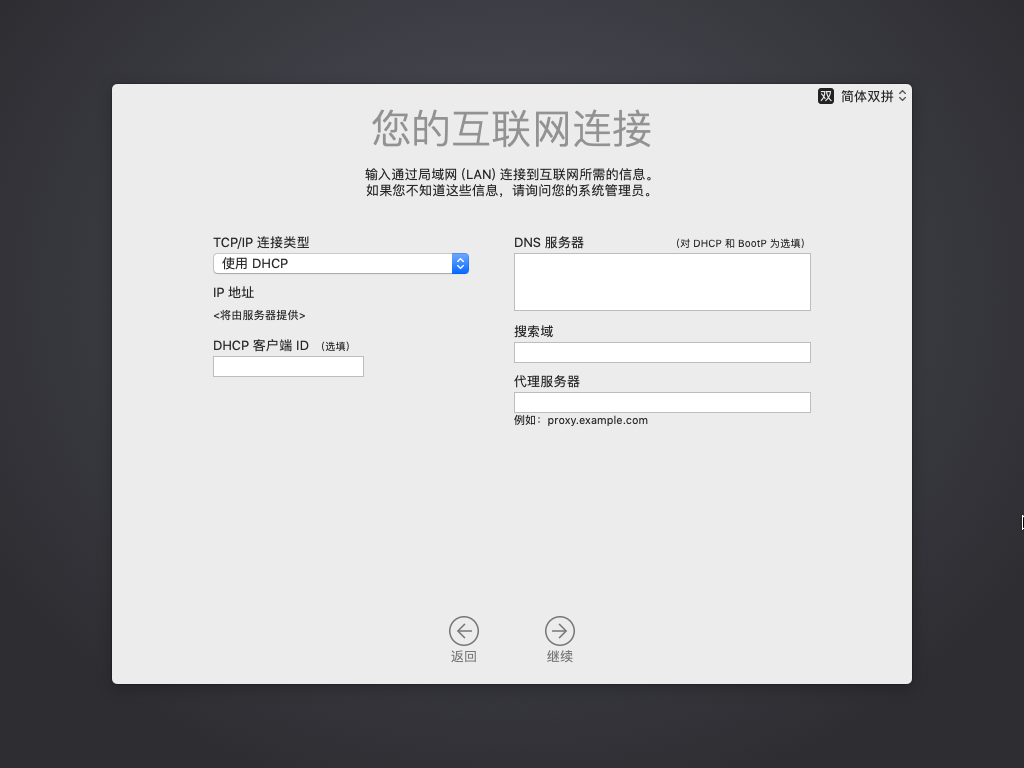 双 简体双拼
您的互联网连接
输入通过局域网 (LAN) 连接到互联网所需的信息。
如果您不知道这些信息，请询问您的系统管理员。
TCP/IP 连接类型
使用 DHCP
IP 地址
<将由服务器提供>
DHCP 客户端 ID (选填)
DNS 服务器 (对 DHCP 和 BootP 为选填)
搜索域
代理服务器
例如：proxy.example.com
返回
继续